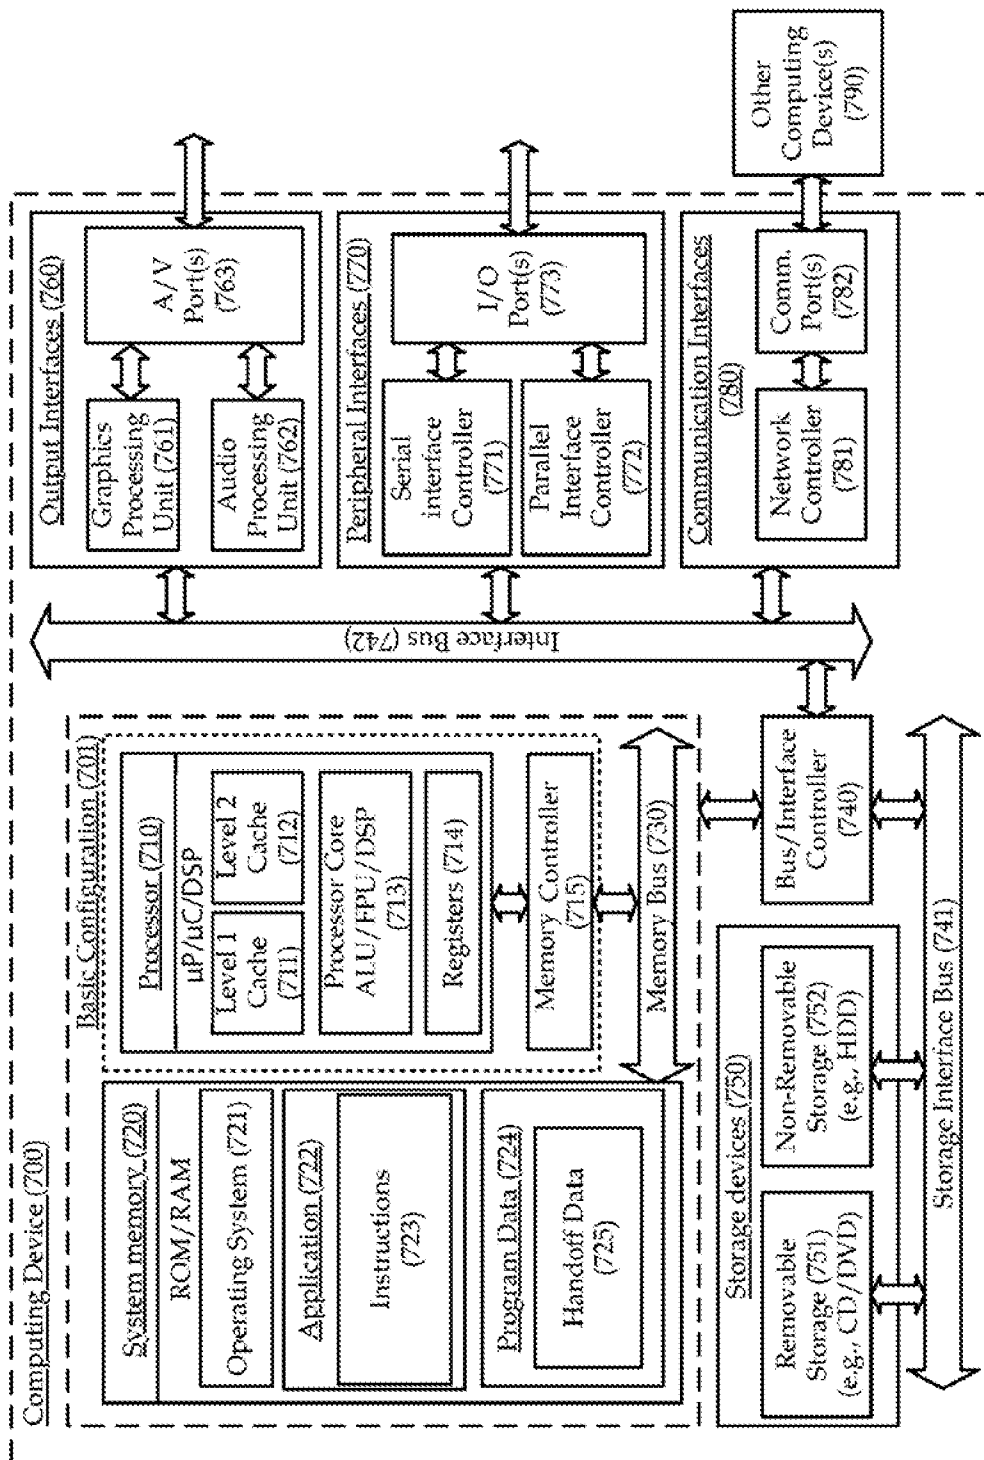 Computing Device (700)
Basic Configuration (701)
System memory (720)
ROM/RAM
Operating System (721)
Application (722)
Instructions
(723)
Program Data (724)
Handoff Data
(725)
Processor (710)
µP/µC/DSP
Level 1
Cache
(711)
Level 2
Cache
(712)
Processor Core
ALU/FPU/DSP
(713)
Registers (714)
Memory Controller
(715)
Memory Bus (730)
Interface Bus (742)
Output Interfaces (760)
Graphics
Processing
Unit (761)
Audio
Processing
Unit (762)
A/V
Port(s)
(763)
Peripheral Interfaces (770)
Serial
interface
Controller
(771)
Parallel
Interface
Controller
(772)
I/O
Port(s)
(773)
Communication Interfaces
(780)
Network
Controller
(781)
Comm.
Port(s)
(782)
Other
Computing
Device(s)
(790)
Bus/Interface
Controller
(740)
Storage devices (750)
Removable
Storage (751)
(e.g., CD/DVD)
Non-Removable
Storage (752)
(e.g., HDD)
Storage Interface Bus (741)